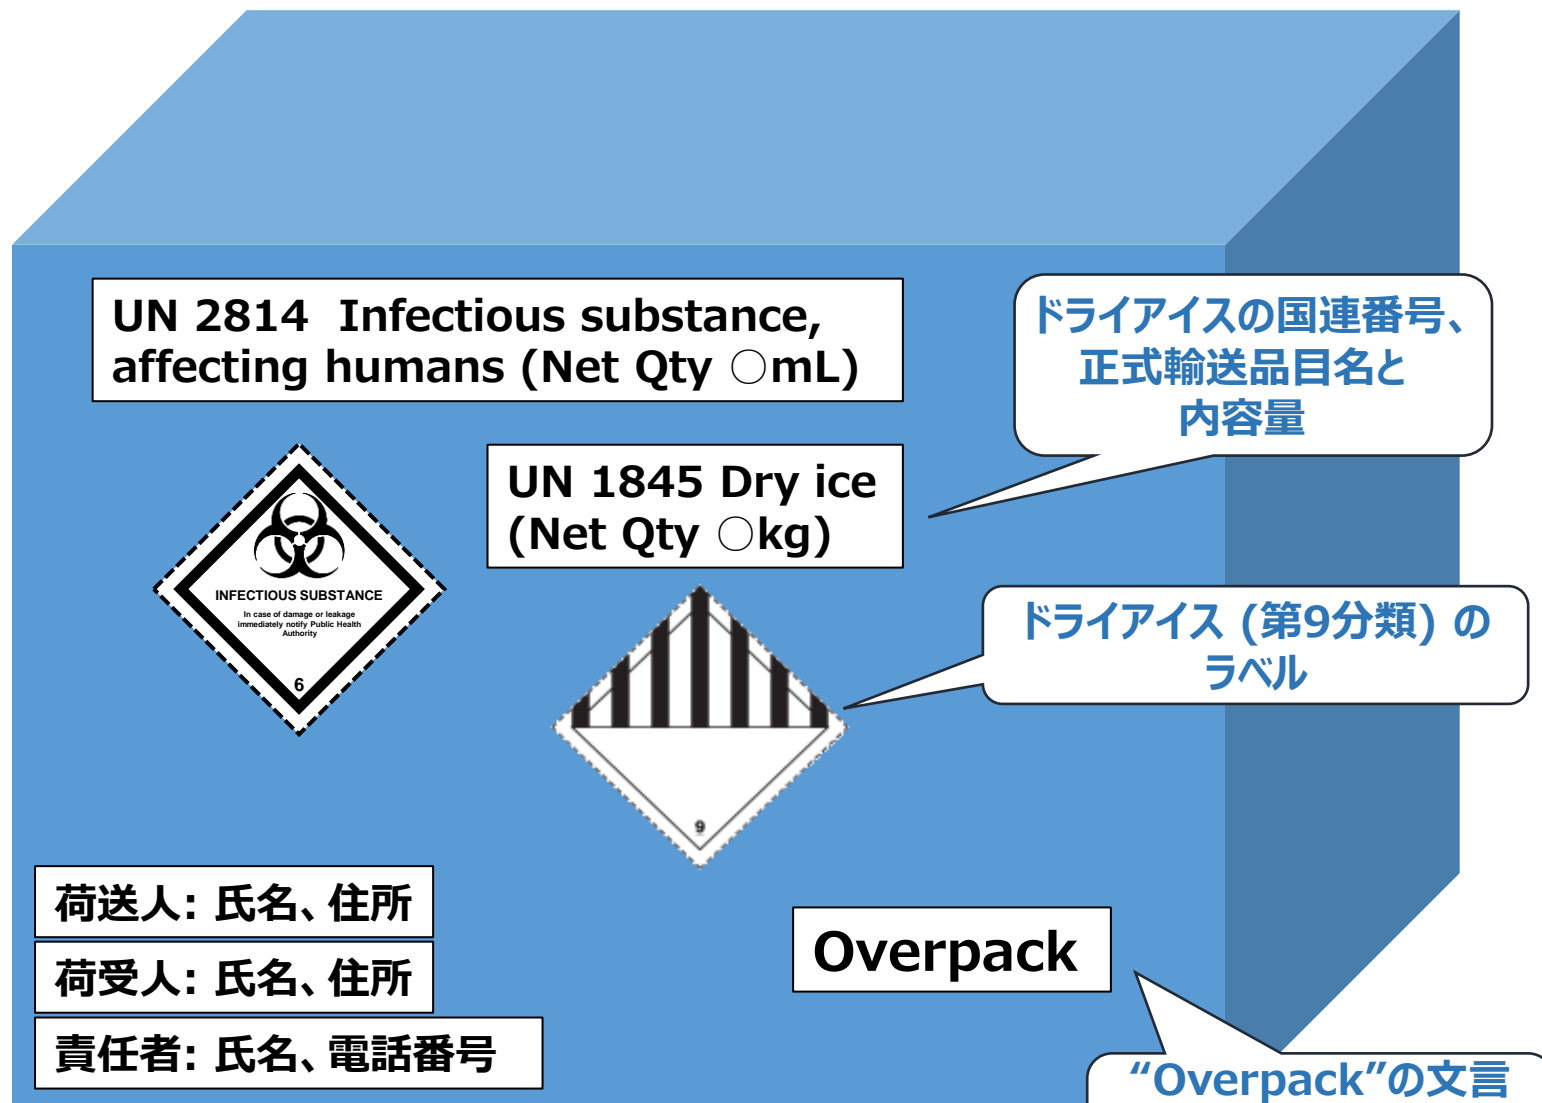 UN 2814 Infectious substance,
affecting humans (Net Qty ○mL)
ドライアイスの国連番号、
正式輸送品目名と
内容量
UN 1845 Dry ice
(Net Qty ○kg)
INFECTIOUS SUBSTANCE
In case of damage or leakage
immediately notify Public Health
Authority
6
ドライアイス (第9分類) の
ラベル
9
荷送人: 氏名、住所
荷受人: 氏名、住所
責任者: 氏名、電話番号
Overpack
“Overpack”の文言